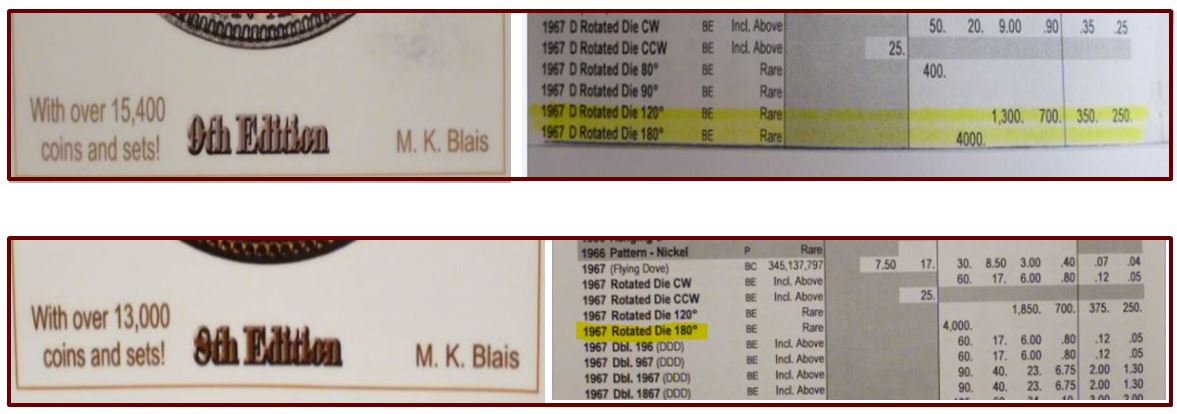 With over 15,400
coins and sets!
9th Edition
M. K. Blais
1967 D Rotated Die CW BE Incl. Above 50. 20. 9.00 .90 .35 .25
1967 D Rotated Die CCW BE Incl. Above 25.
1967 D Rotated Die 80° BE Rare 400.
1967 D Rotated Die 90° BE Rare
1967 D Rotated Die 120° BE Rare 1,300. 700. 350. 250.
1967 D Rotated Die 180° BE Rare 4000.
With over 13,000
coins and sets!
8th Edition
M. K. Blais
1966 Pattern - Nickel P Rare
1967 (Flying Dove) BC 345,137,797 7.50 17. 30. 8.50 3.00 .40 .07 .04
1967 Rotated Die CW BE Incl. Above 60. 17. 6.00 .80 .12 .05
1967 Rotated Die CCW BE Incl. Above 25.
1967 Rotated Die 120° BE Rare 1,850. 700. 375. 250.
1967 Rotated Die 180° BE Rare 4,000.
1967 Dbl. 196 (DDD) BE Incl. Above 60. 17. 6.00 .80 .12 .05
1967 Dbl. 967 (DDD) BE Incl. Above 60. 17. 6.00 .80 .12 .05
1967 Dbl. 1967 (DDD) BE Incl. Above 90. 40. 23. 6.75 2.00 1.30
1967 Dbl. 1867 (DDD) BE Incl. Above 90. 40. 23. 6.75 2.00 1.30